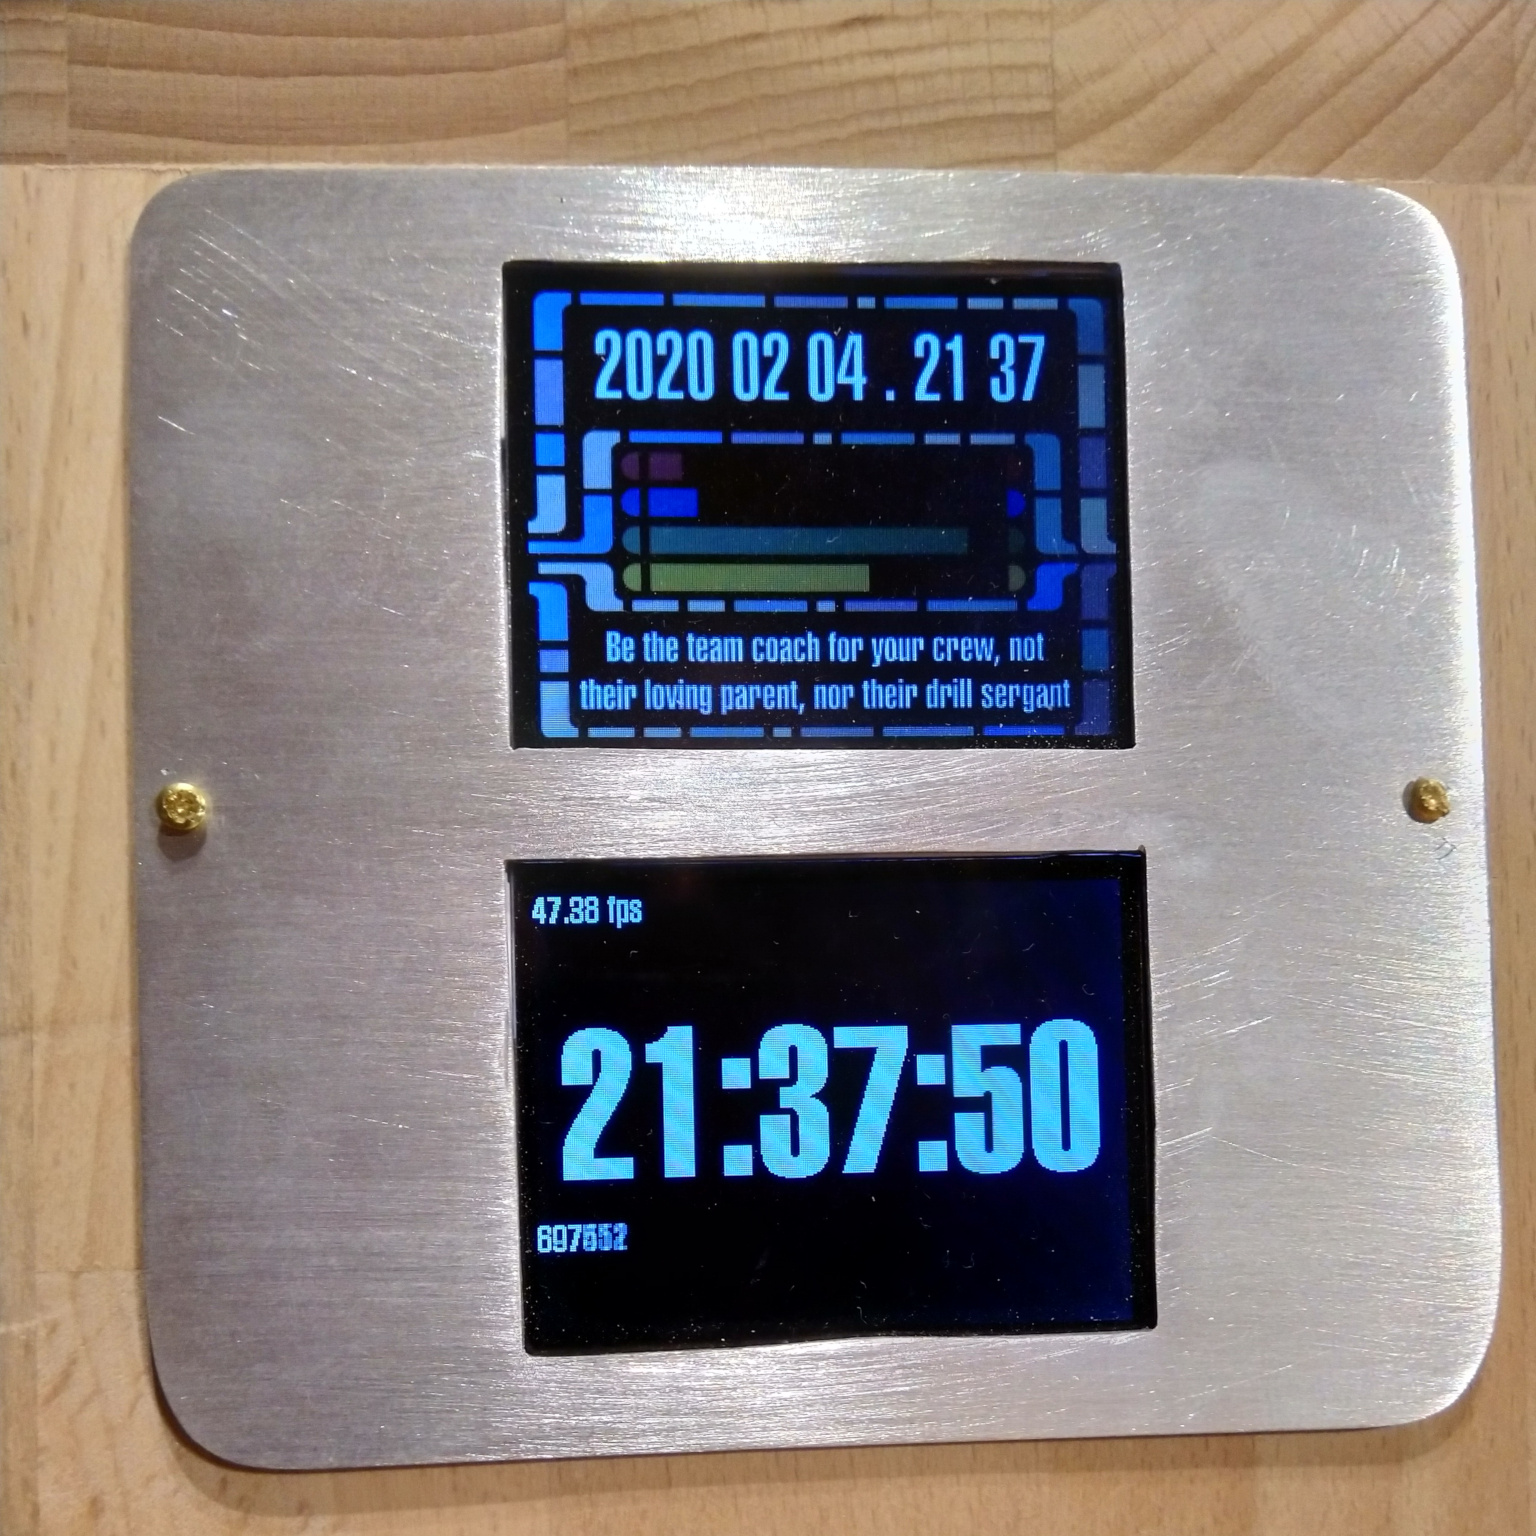 2020 02 04 . 21 37
Be the team coach for your crew, not
their loving parent, nor their drill sergant
47.38 fps
21:37:50